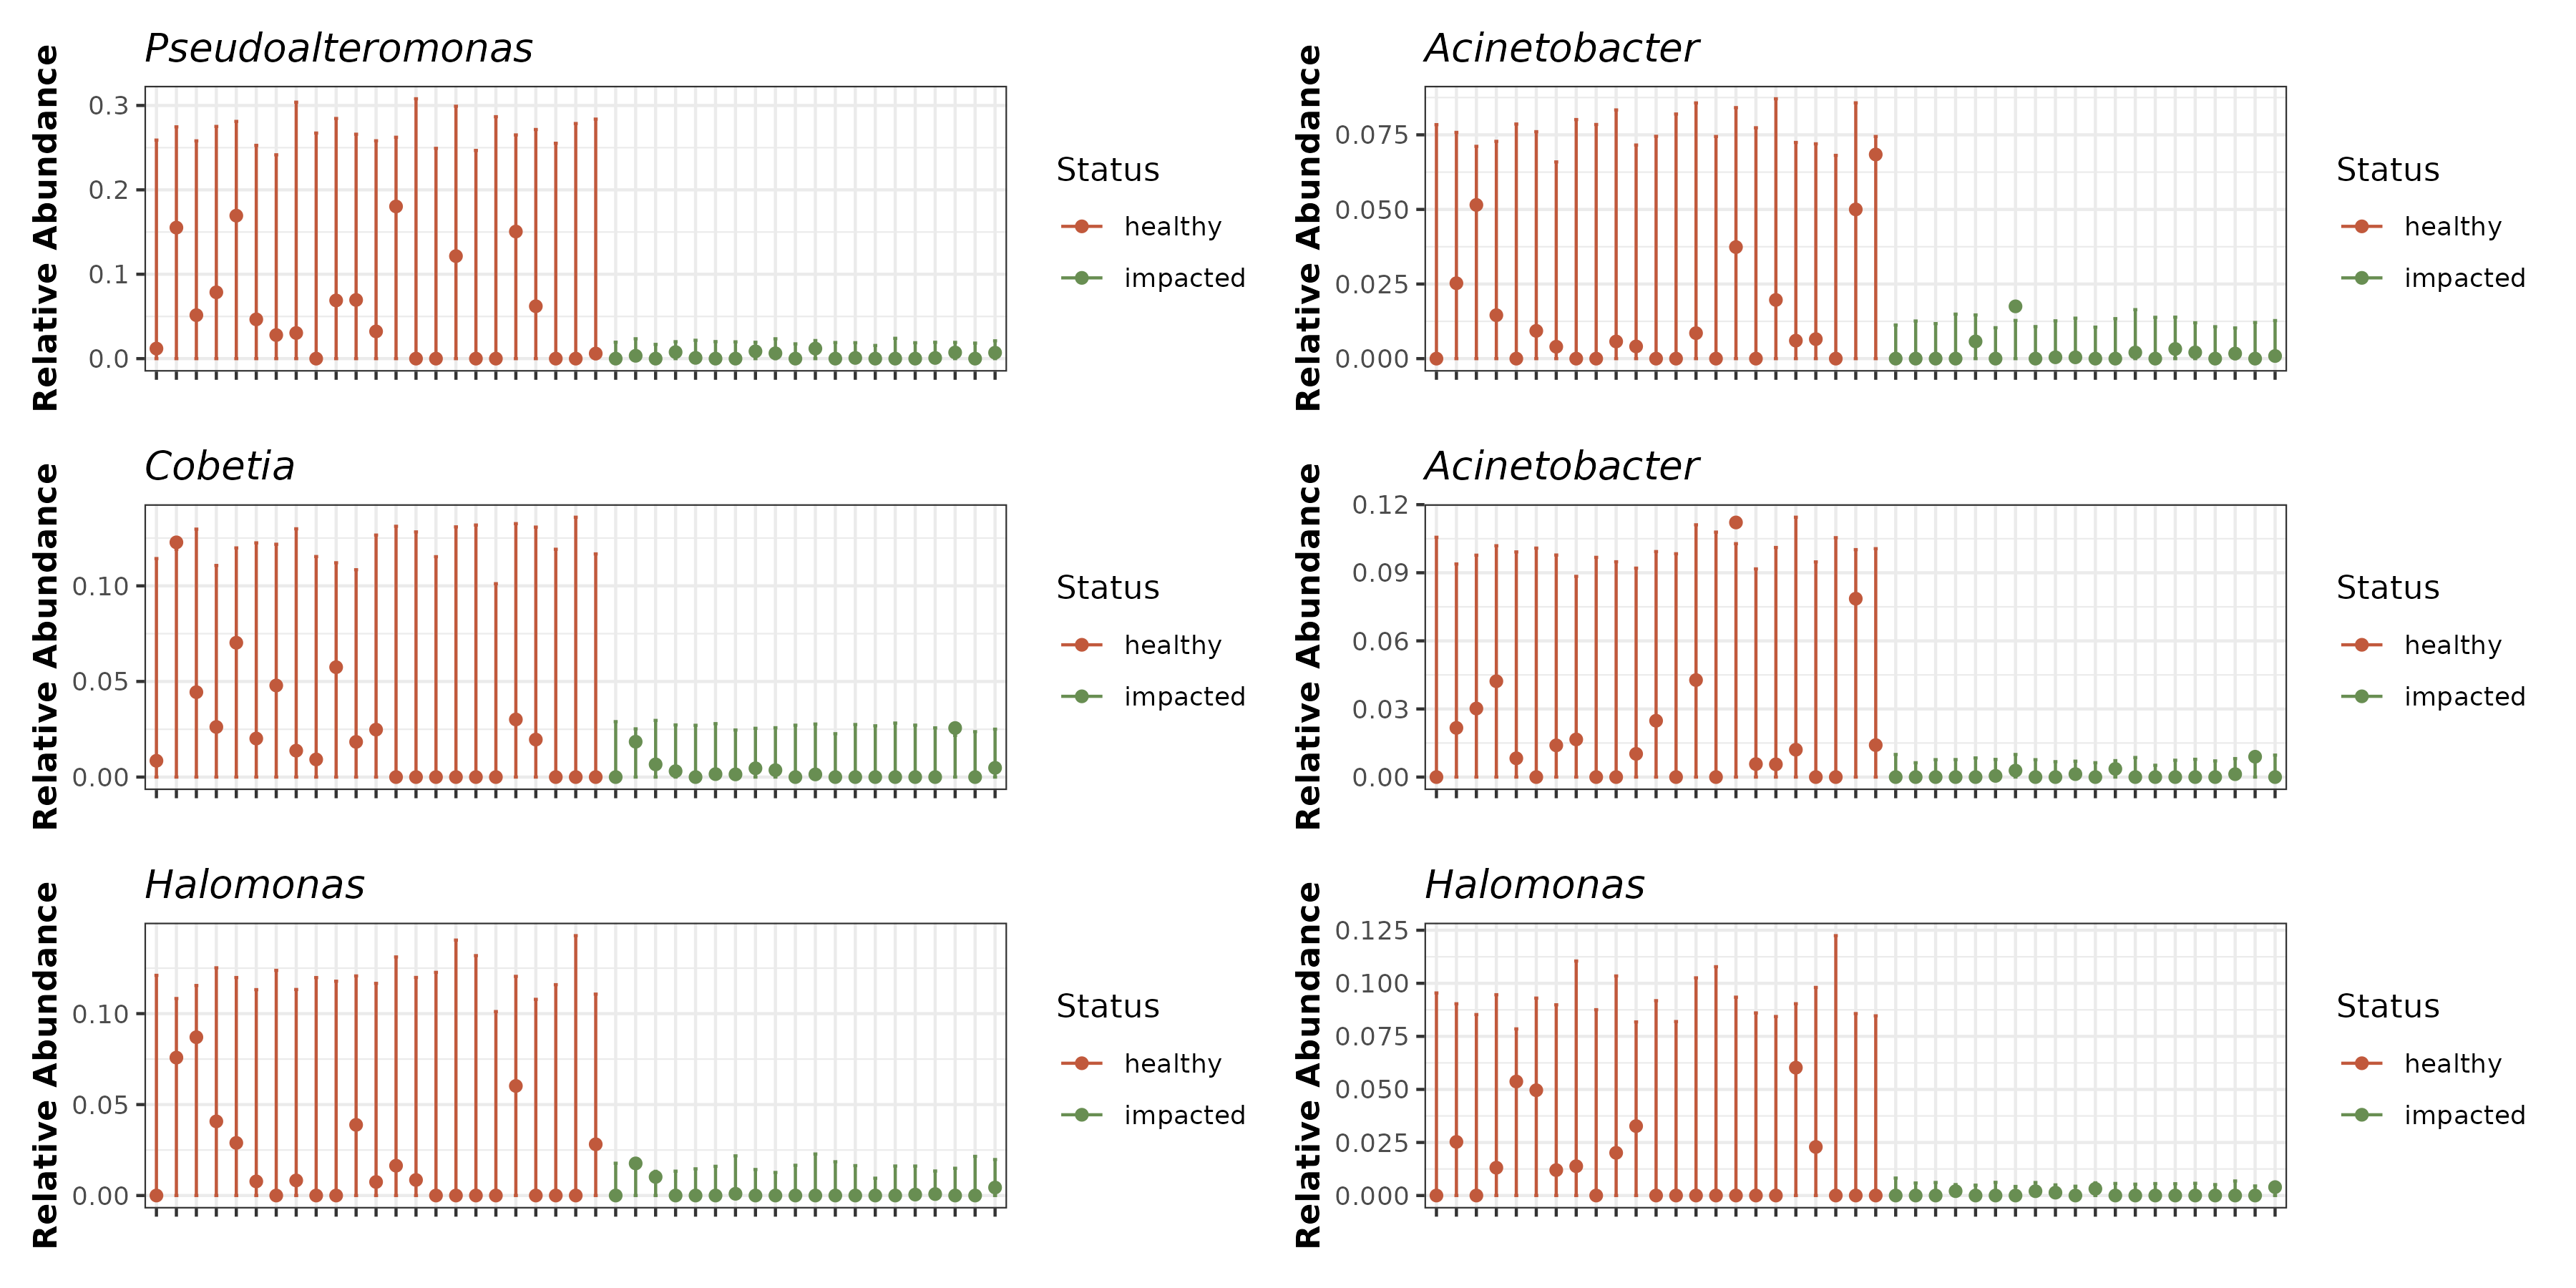 Pseudoalteromonas
Relative Abundance
0.3
0.2
0.1
0.0
Status
healthy
impacted
Acinetobacter
Relative Abundance
0.075
0.050
0.025
0.000
Status
healthy
impacted
Cobetia
Relative Abundance
0.10
0.05
0.00
Status
healthy
impacted
Acinetobacter
Relative Abundance
0.12
0.09
0.06
0.03
0.00
Status
healthy
impacted
Halomonas
Relative Abundance
0.10
0.05
0.00
Status
healthy
impacted
Halomonas
Relative Abundance
0.125
0.100
0.075
0.050
0.025
0.000
Status
healthy
impacted